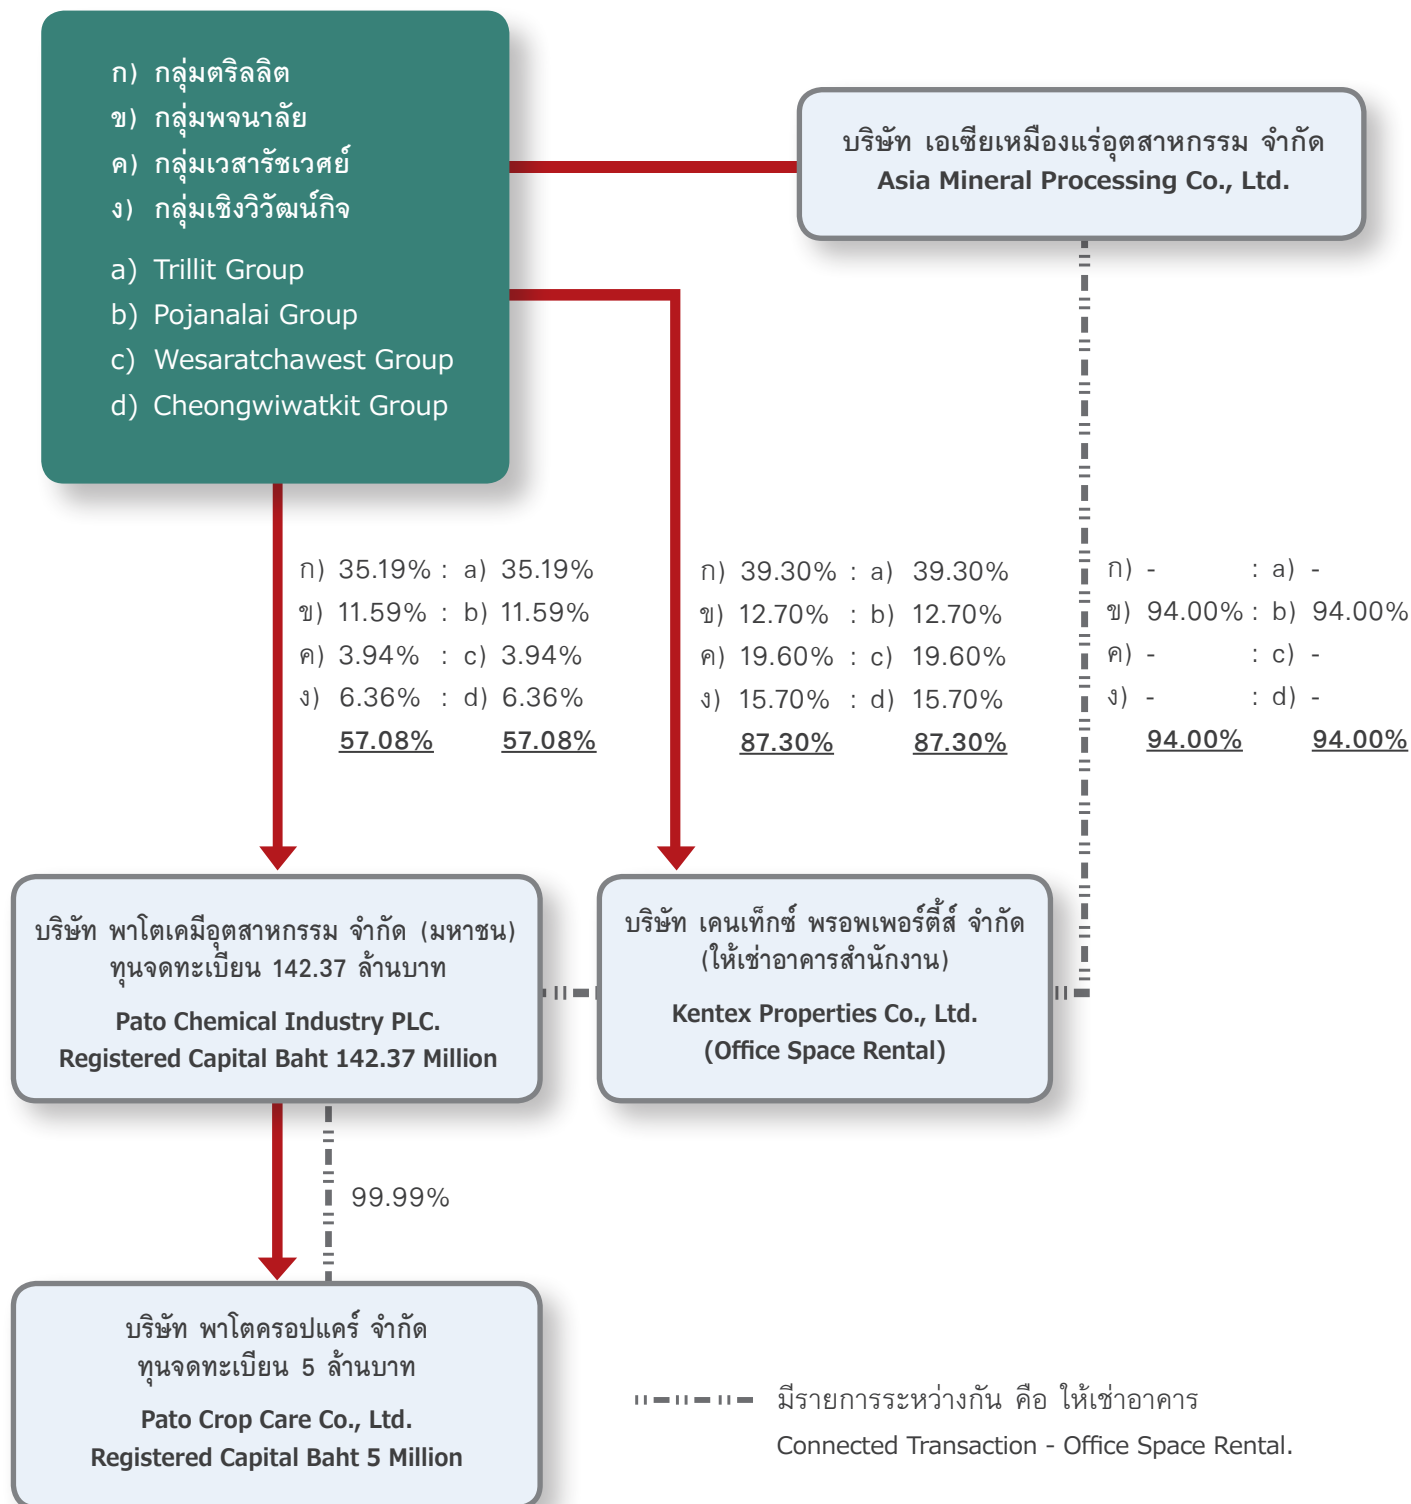 ก) กลุ่มตริลลิต
ข) กลุ่มพจนาลัย
ค) กลุ่มเวสารัชเวศย์
ง) กลุ่มเชิงวิวัฒน์กิจ
a) Trillit Group
b) Pojanalai Group
c) Wesaratchawest Group
d) Cheongwiwatkit Group
บริษัท เอเซียเหมืองแร่อุตสาหกรรม จำกัด
Asia Mineral Processing Co., Ltd.
ก) 35.19% : a) 35.19%
ข) 11.59% : b) 11.59%
ค) 3.94% : c) 3.94%
ง) 6.36% : d) 6.36%
57.08% 57.08%
ก) 39.30% : a) 39.30%
ข) 12.70% : b) 12.70%
ค) 19.60% : c) 19.60%
ง) 15.70% : d) 15.70%
87.30% 87.30%
ก) - : a) -
ข) 94.00% : b) 94.00%
ค) - : c) -
ง) - : d) -
94.00% 94.00%
บริษัท พาโตเคมีอุตสาหกรรม จำกัด (มหาชน)
ทุนจดทะเบียน 142.37 ล้านบาท
Pato Chemical Industry PLC.
Registered Capital Baht 142.37 Million
บริษัท เคนเท็กซ์ พรอพเพอร์ตี้ส์ จำกัด
(ให้เช่าอาคารสำนักงาน)
Kentex Properties Co., Ltd.
(Office Space Rental)
99.99%
บริษัท พาโตครอปแคร์ จำกัด
ทุนจดทะเบียน 5 ล้านบาท
Pato Crop Care Co., Ltd.
Registered Capital Baht 5 Million
มีรายการระหว่างกัน คือ ให้เช่าอาคาร
Connected Transaction - Office Space Rental.